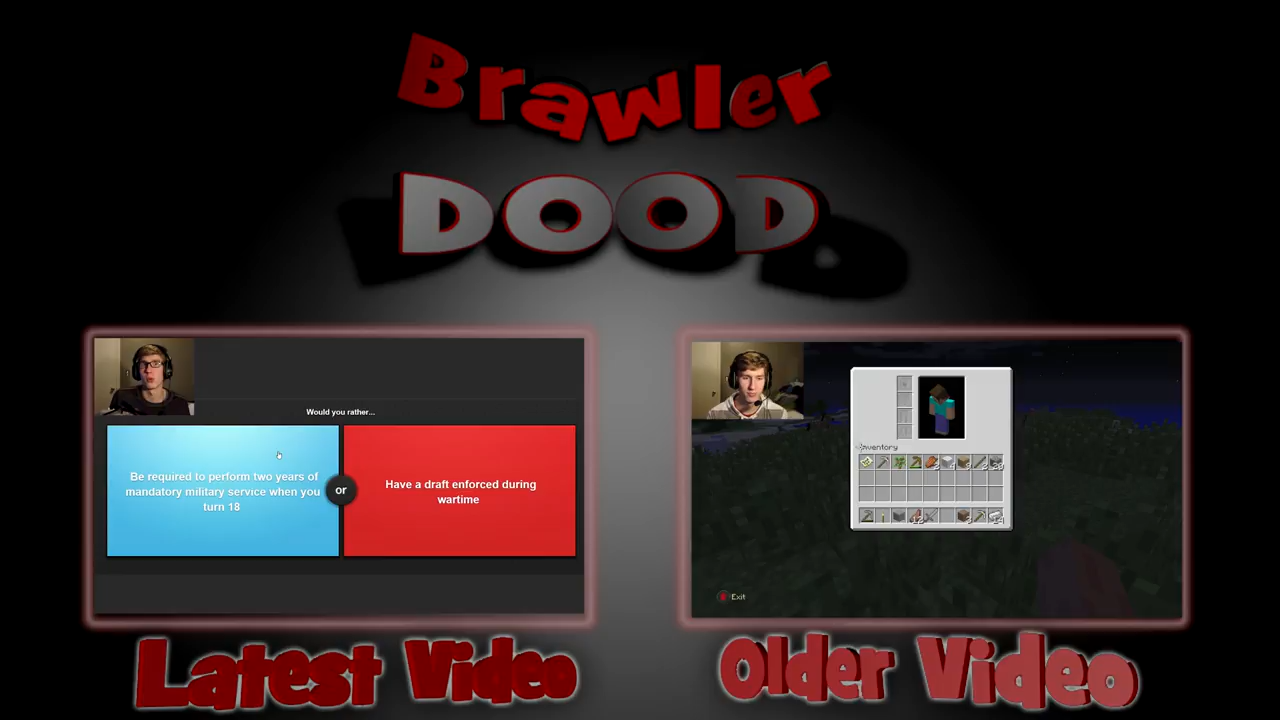 Brawler
DOOD
Would you rather...
Be required to perform two years of
mandatory military service when you
turn 18
or
Have a draft enforced during
wartime
Inventory
Exit
Latest Video
Older Video